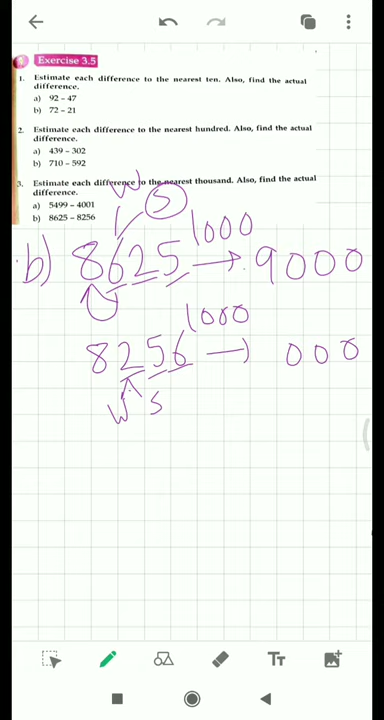 Exercise 3.5
1. Estimate each difference to the nearest ten. Also, find the actual
difference.
a) 92 – 47
b) 72 – 21
2. Estimate each difference to the nearest hundred. Also, find the actual
difference.
a) 439 – 302
b) 710 – 592
3. Estimate each difference to the nearest thousand. Also, find the actual
difference.
a) 5499 – 4001
b) 8625 – 8256
W S
1000
b) 8625 → 9000
1000
8256 → 000
W S
TT